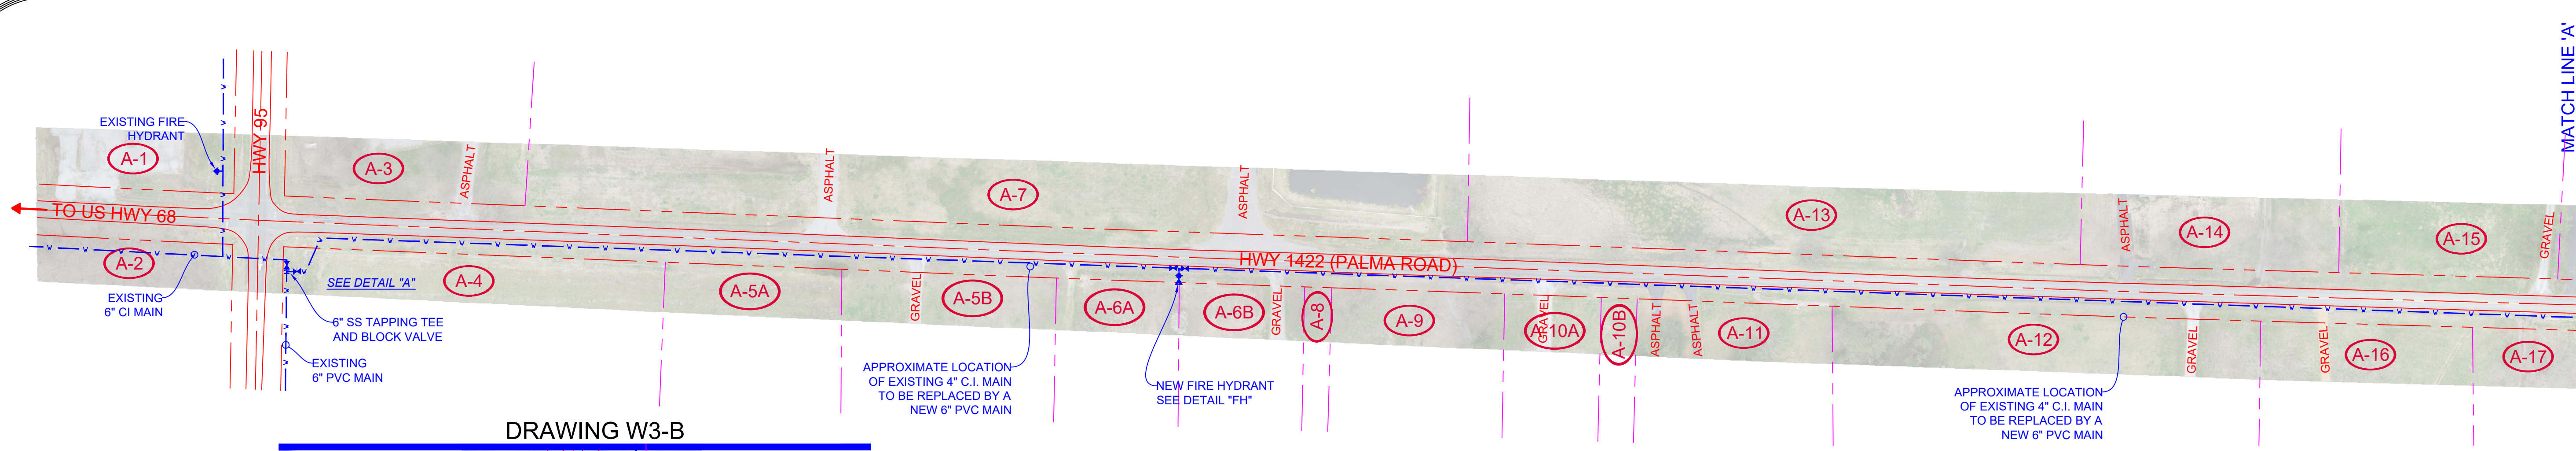 MATCH LINE 'A'
EXISTING FIRE
HYDRANT
HWY 95
A-1
A-3
ASPHALT
ASPHALT
A-7
ASPHALT
A-13
ASPHALT
A-14
A-15
GRAVEL
TO US HWY 68
HWY 1422 (PALMA ROAD)
A-2
SEE DETAIL "A"
A-4
A-5A
GRAVEL
A-5B
A-6A
A-6B
GRAVEL
A-8
A-9
GRAVEL
A-10A
A-10B
ASPHALT
ASPHALT
A-11
A-12
GRAVEL
GRAVEL
A-16
A-17
EXISTING
6" CI MAIN
6" SS TAPPING TEE
AND BLOCK VALVE
EXISTING
6" PVC MAIN
APPROXIMATE LOCATION
OF EXISTING 4" C.I. MAIN
TO BE REPLACED BY A
NEW 6" PVC MAIN
NEW FIRE HYDRANT
SEE DETAIL "FH"
APPROXIMATE LOCATION
OF EXISTING 4" C.I. MAIN
TO BE REPLACED BY A
NEW 6" PVC MAIN
DRAWING W3-B